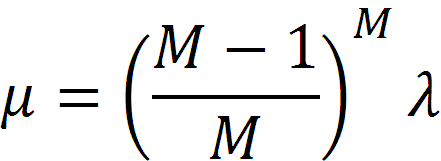 μ = ((M − 1)/M)^M λ